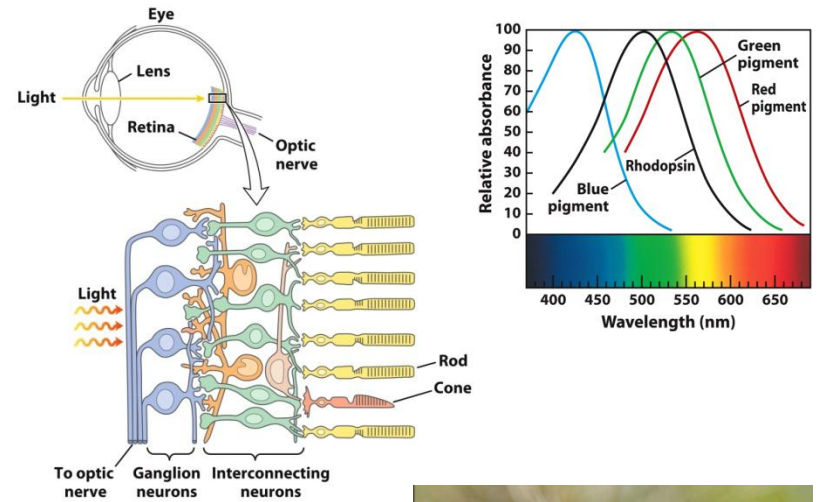 Eye
Lens
Light
Retina
Optic
nerve
Light
Rod
Cone
To optic
nerve
Ganglion
neurons
Interconnecting
neurons
Relative absorbance
100
90
80
70
60
50
40
30
20
10
0
Green
pigment
Red
pigment
Rhodopsin
Blue
pigment
400 450 500 550 600 650
Wavelength (nm)